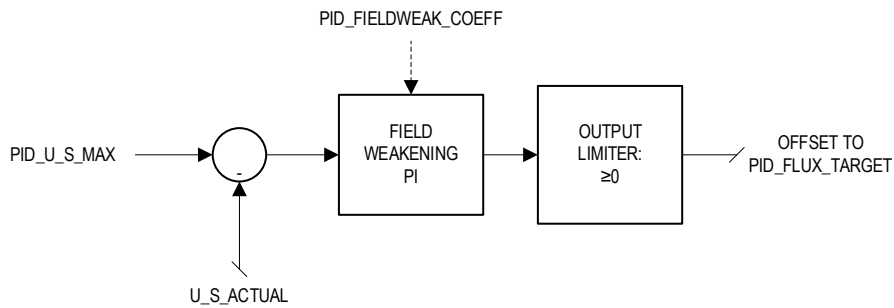 PID_FIELDWEAK_COEFF
PID_U_S_MAX
-
FIELD
WEAKENING
PI
OUTPUT
LIMITER:
≥0
OFFSET TO
PID_FLUX_TARGET
U_S_ACTUAL